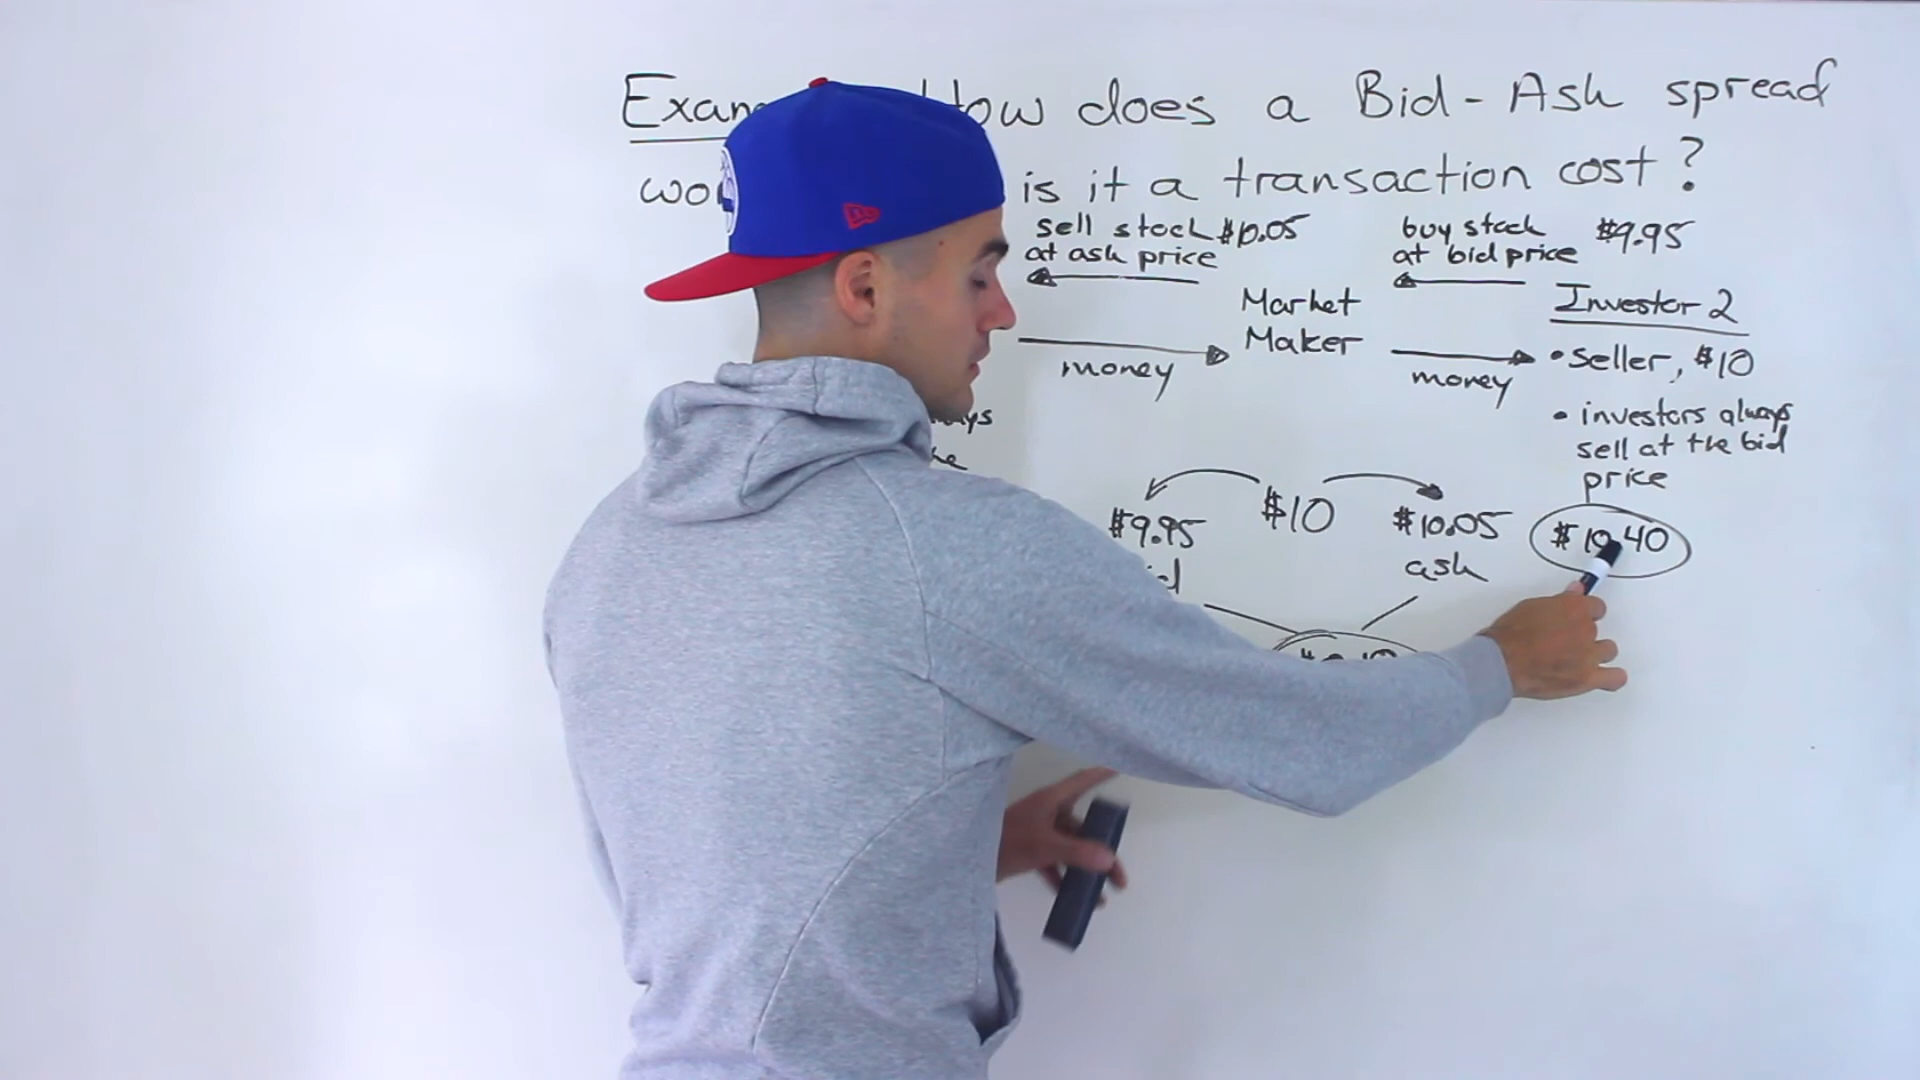 How does a Bid-Ask spread
is it a transaction cost?
sell stock $10.05
at ask price
buy stock $9.95
at bid price
Market
Maker
money
money
Investor 2
• seller, $10
• investors always
sell at the bid
price
$9.95
$10
$10.05
ask
$10.40